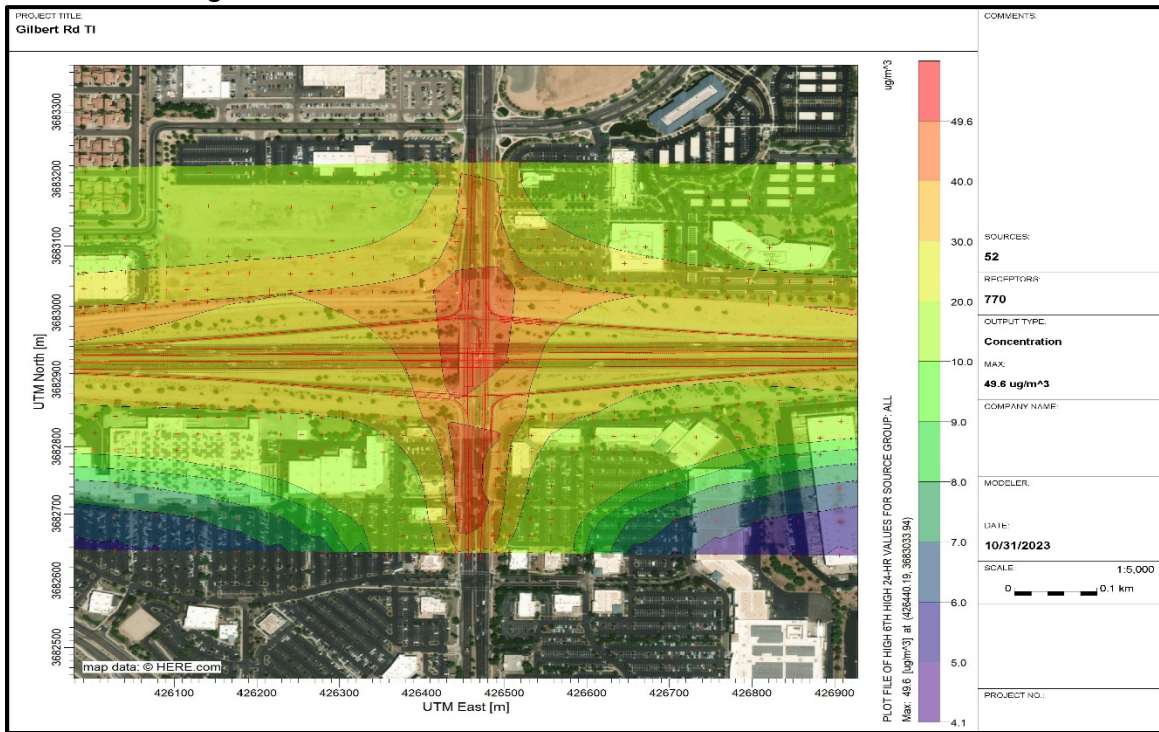 PROJECT TITLE:
Gilbert Rd TI
COMMENTS:
ug/m^3
3683300
3683200
3683100
3683000
3682900
3682800
3682700
3682600
3682500
UTM North [m]
map data: © HERE.com
426100 426200 426300 426400 426500 426600 426700 426800 426900
UTM East [m]
PLOT FILE OF HIGH 6TH HIGH 24-HR VALUES FOR SOURCE GROUP: ALL
Max: 49.6 [ug/m^3] at (426440.19, 3683033.94)
49.6
40.0
30.0
20.0
10.0
9.0
8.0
7.0
6.0
5.0
4.1
SOURCES:
52
RECEPTORS:
770
OUTPUT TYPE:
Concentration
MAX:
49.6 ug/m^3
COMPANY NAME:
MODELER:
DATE:
10/31/2023
SCALE: 1:5,000
0 0.1 km
PROJECT NO.: